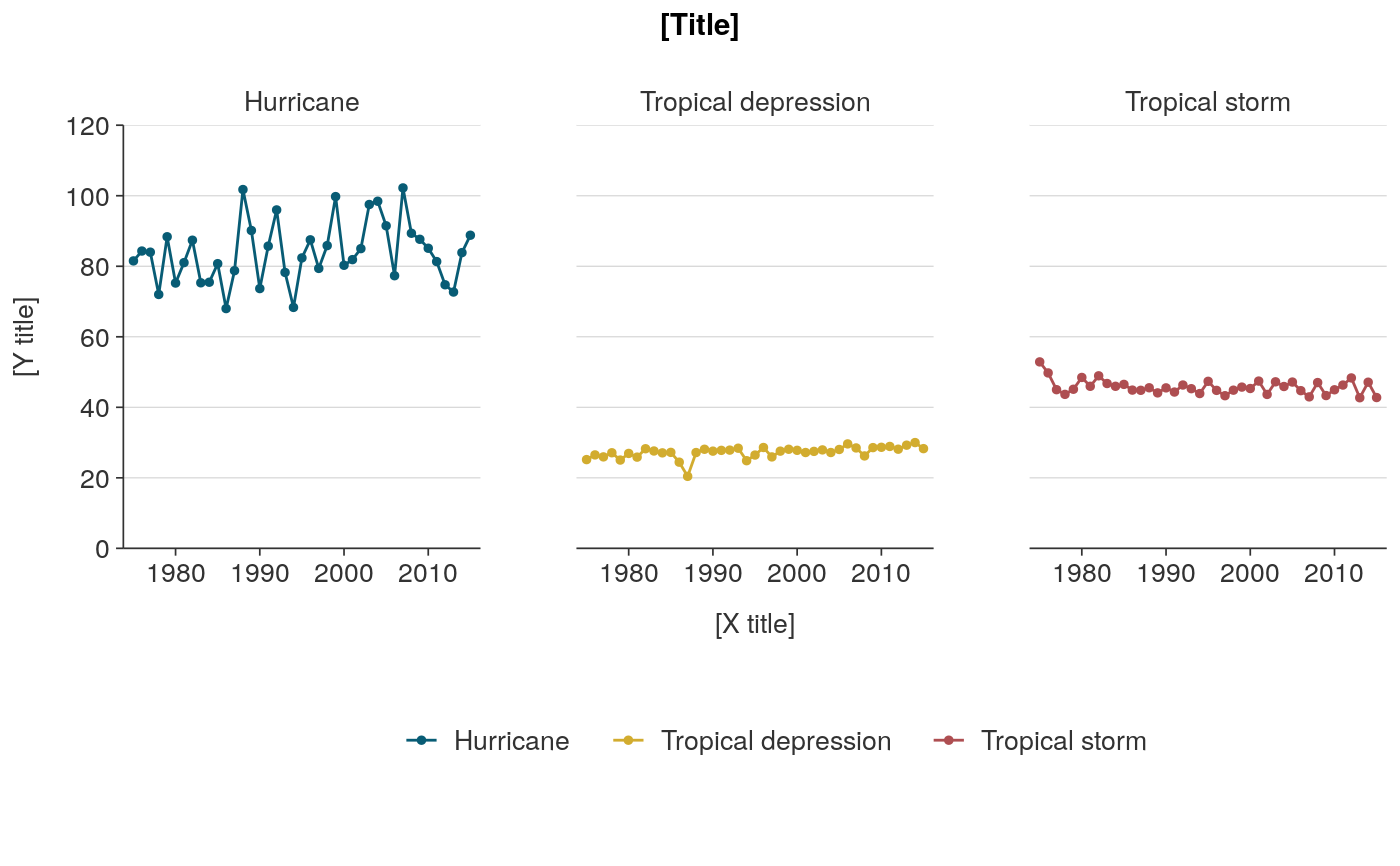 [Title]
Hurricane Tropical depression Tropical storm
120
100
80
60
40
20
0
[Y title]
1980 1990 2000 2010 1980 1990 2000 2010 1980 1990 2000 2010
[X title]
Hurricane Tropical depression Tropical storm